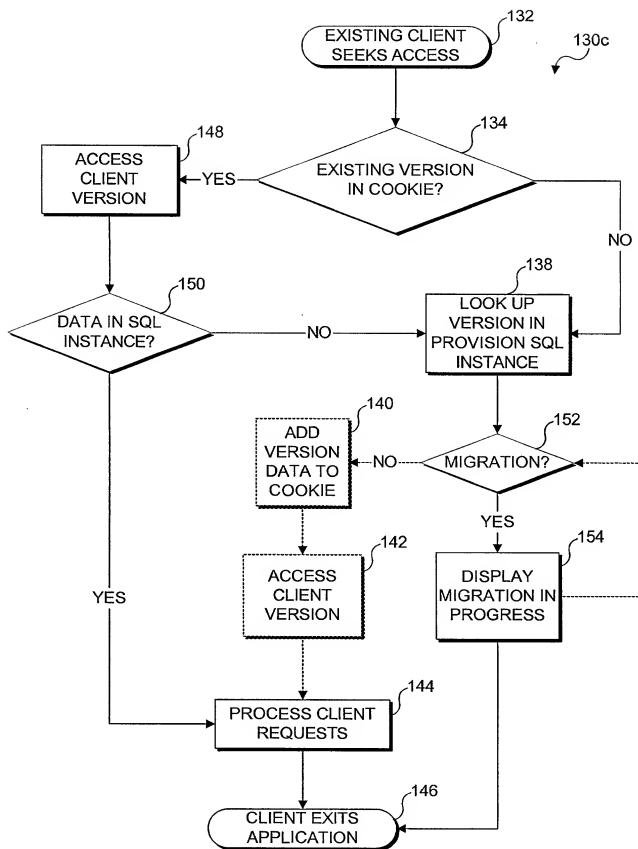 132
EXISTING CLIENT
SEEKS ACCESS
130c
134
EXISTING VERSION
IN COOKIE?
YES
NO
148
ACCESS
CLIENT
VERSION
150
DATA IN SQL
INSTANCE?
NO
YES
138
LOOK UP
VERSION IN
PROVISION SQL
INSTANCE
152
MIGRATION?
NO
YES
140
ADD
VERSION
DATA TO
COOKIE
142
ACCESS
CLIENT
VERSION
154
DISPLAY
MIGRATION IN
PROGRESS
144
PROCESS CLIENT
REQUESTS
146
CLIENT EXITS
APPLICATION